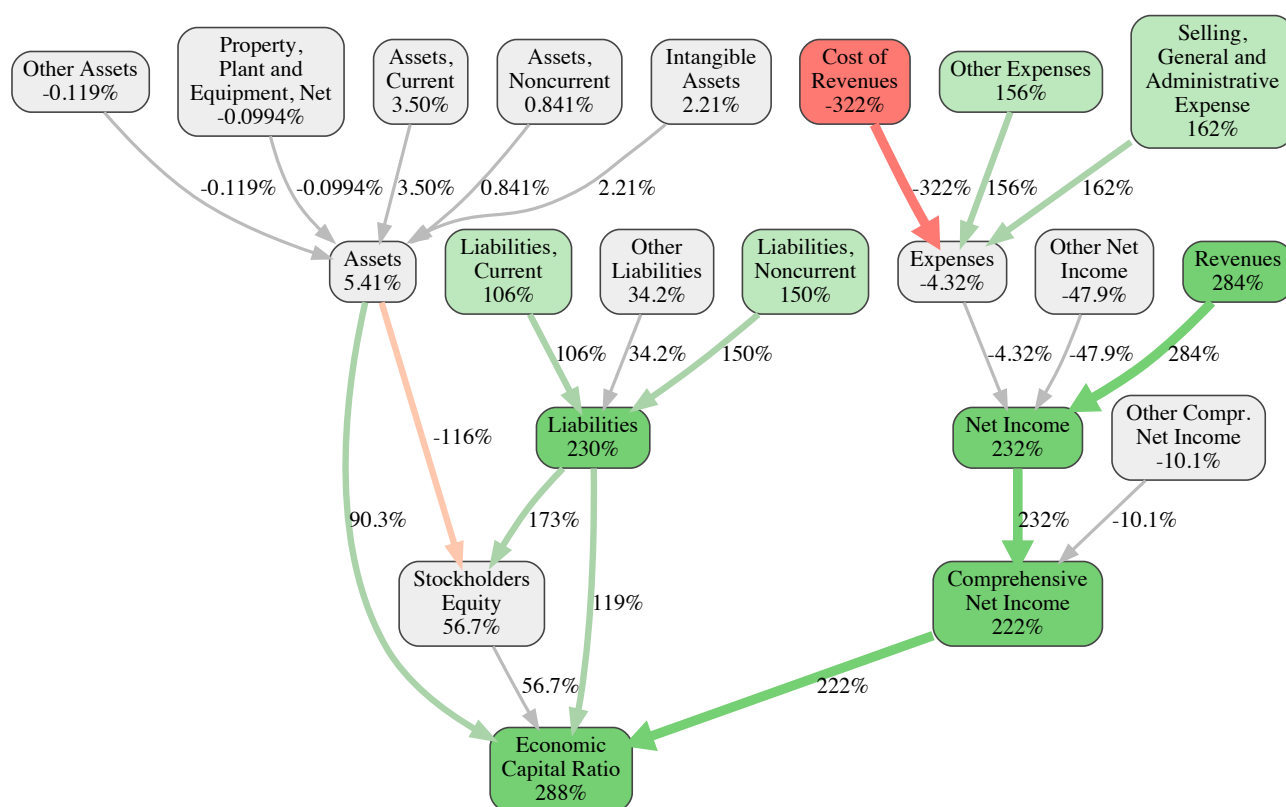 Other Assets
-0.119%
Property,
Plant and
Equipment, Net
-0.0994%
Assets,
Current
3.50%
Assets,
Noncurrent
0.841%
Intangible
Assets
2.21%
Cost of
Revenues
-322%
Other Expenses
156%
Selling,
General and
Administrative
Expense
162%
-0.119%
-0.0994%
3.50%
0.841%
2.21%
-322%
156%
162%
Assets
5.41%
Liabilities,
Current
106%
Other
Liabilities
34.2%
Liabilities,
Noncurrent
150%
Expenses
-4.32%
Other Net
Income
-47.9%
Revenues
284%
106%
34.2%
150%
-4.32%
-47.9%
284%
-116%
Liabilities
230%
Net Income
232%
Other Compr.
Net Income
-10.1%
90.3%
173%
119%
232%
-10.1%
Stockholders
Equity
56.7%
Comprehensive
Net Income
222%
56.7%
222%
Economic
Capital Ratio
288%